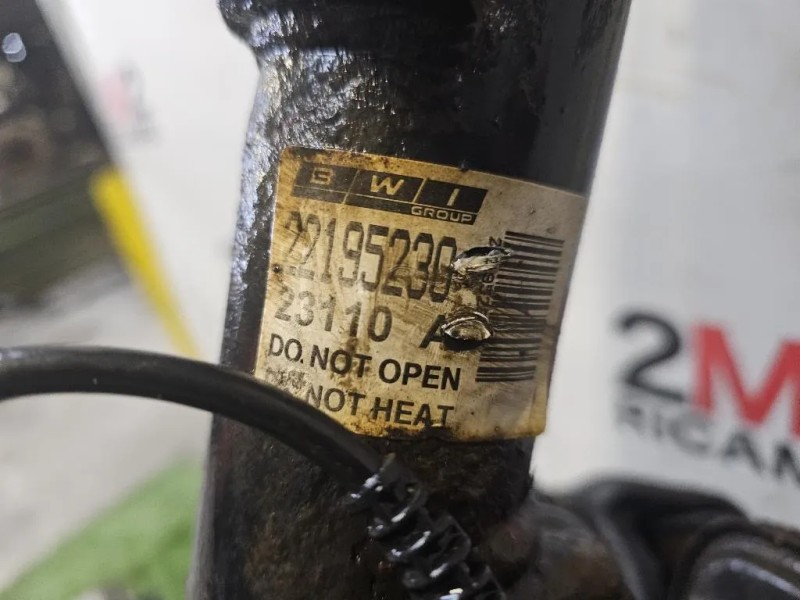 BWI
GROUP
22195230
23110 A
DO NOT OPEN
NOT HEAT
2M
RICAM